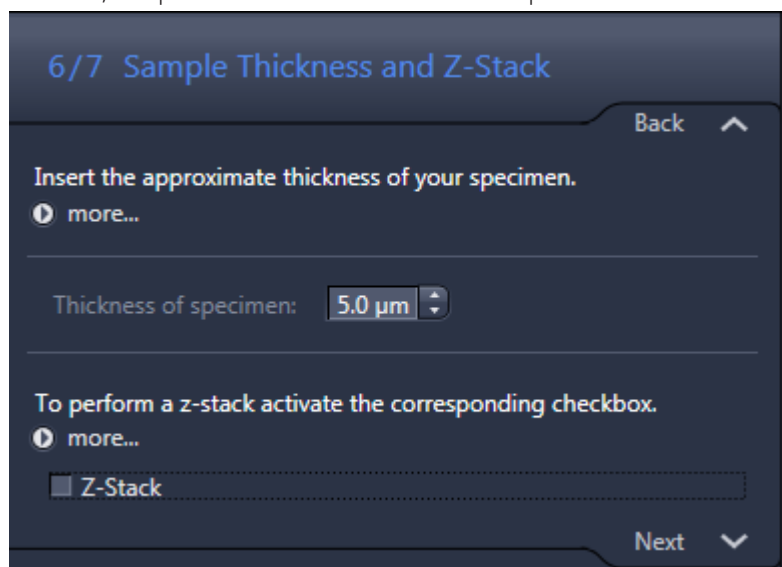 6/7 Sample Thickness and Z-Stack
Back
Insert the approximate thickness of your specimen.
more...
Thickness of specimen: 5.0 µm
To perform a z-stack activate the corresponding checkbox.
more...
Z-Stack
Next